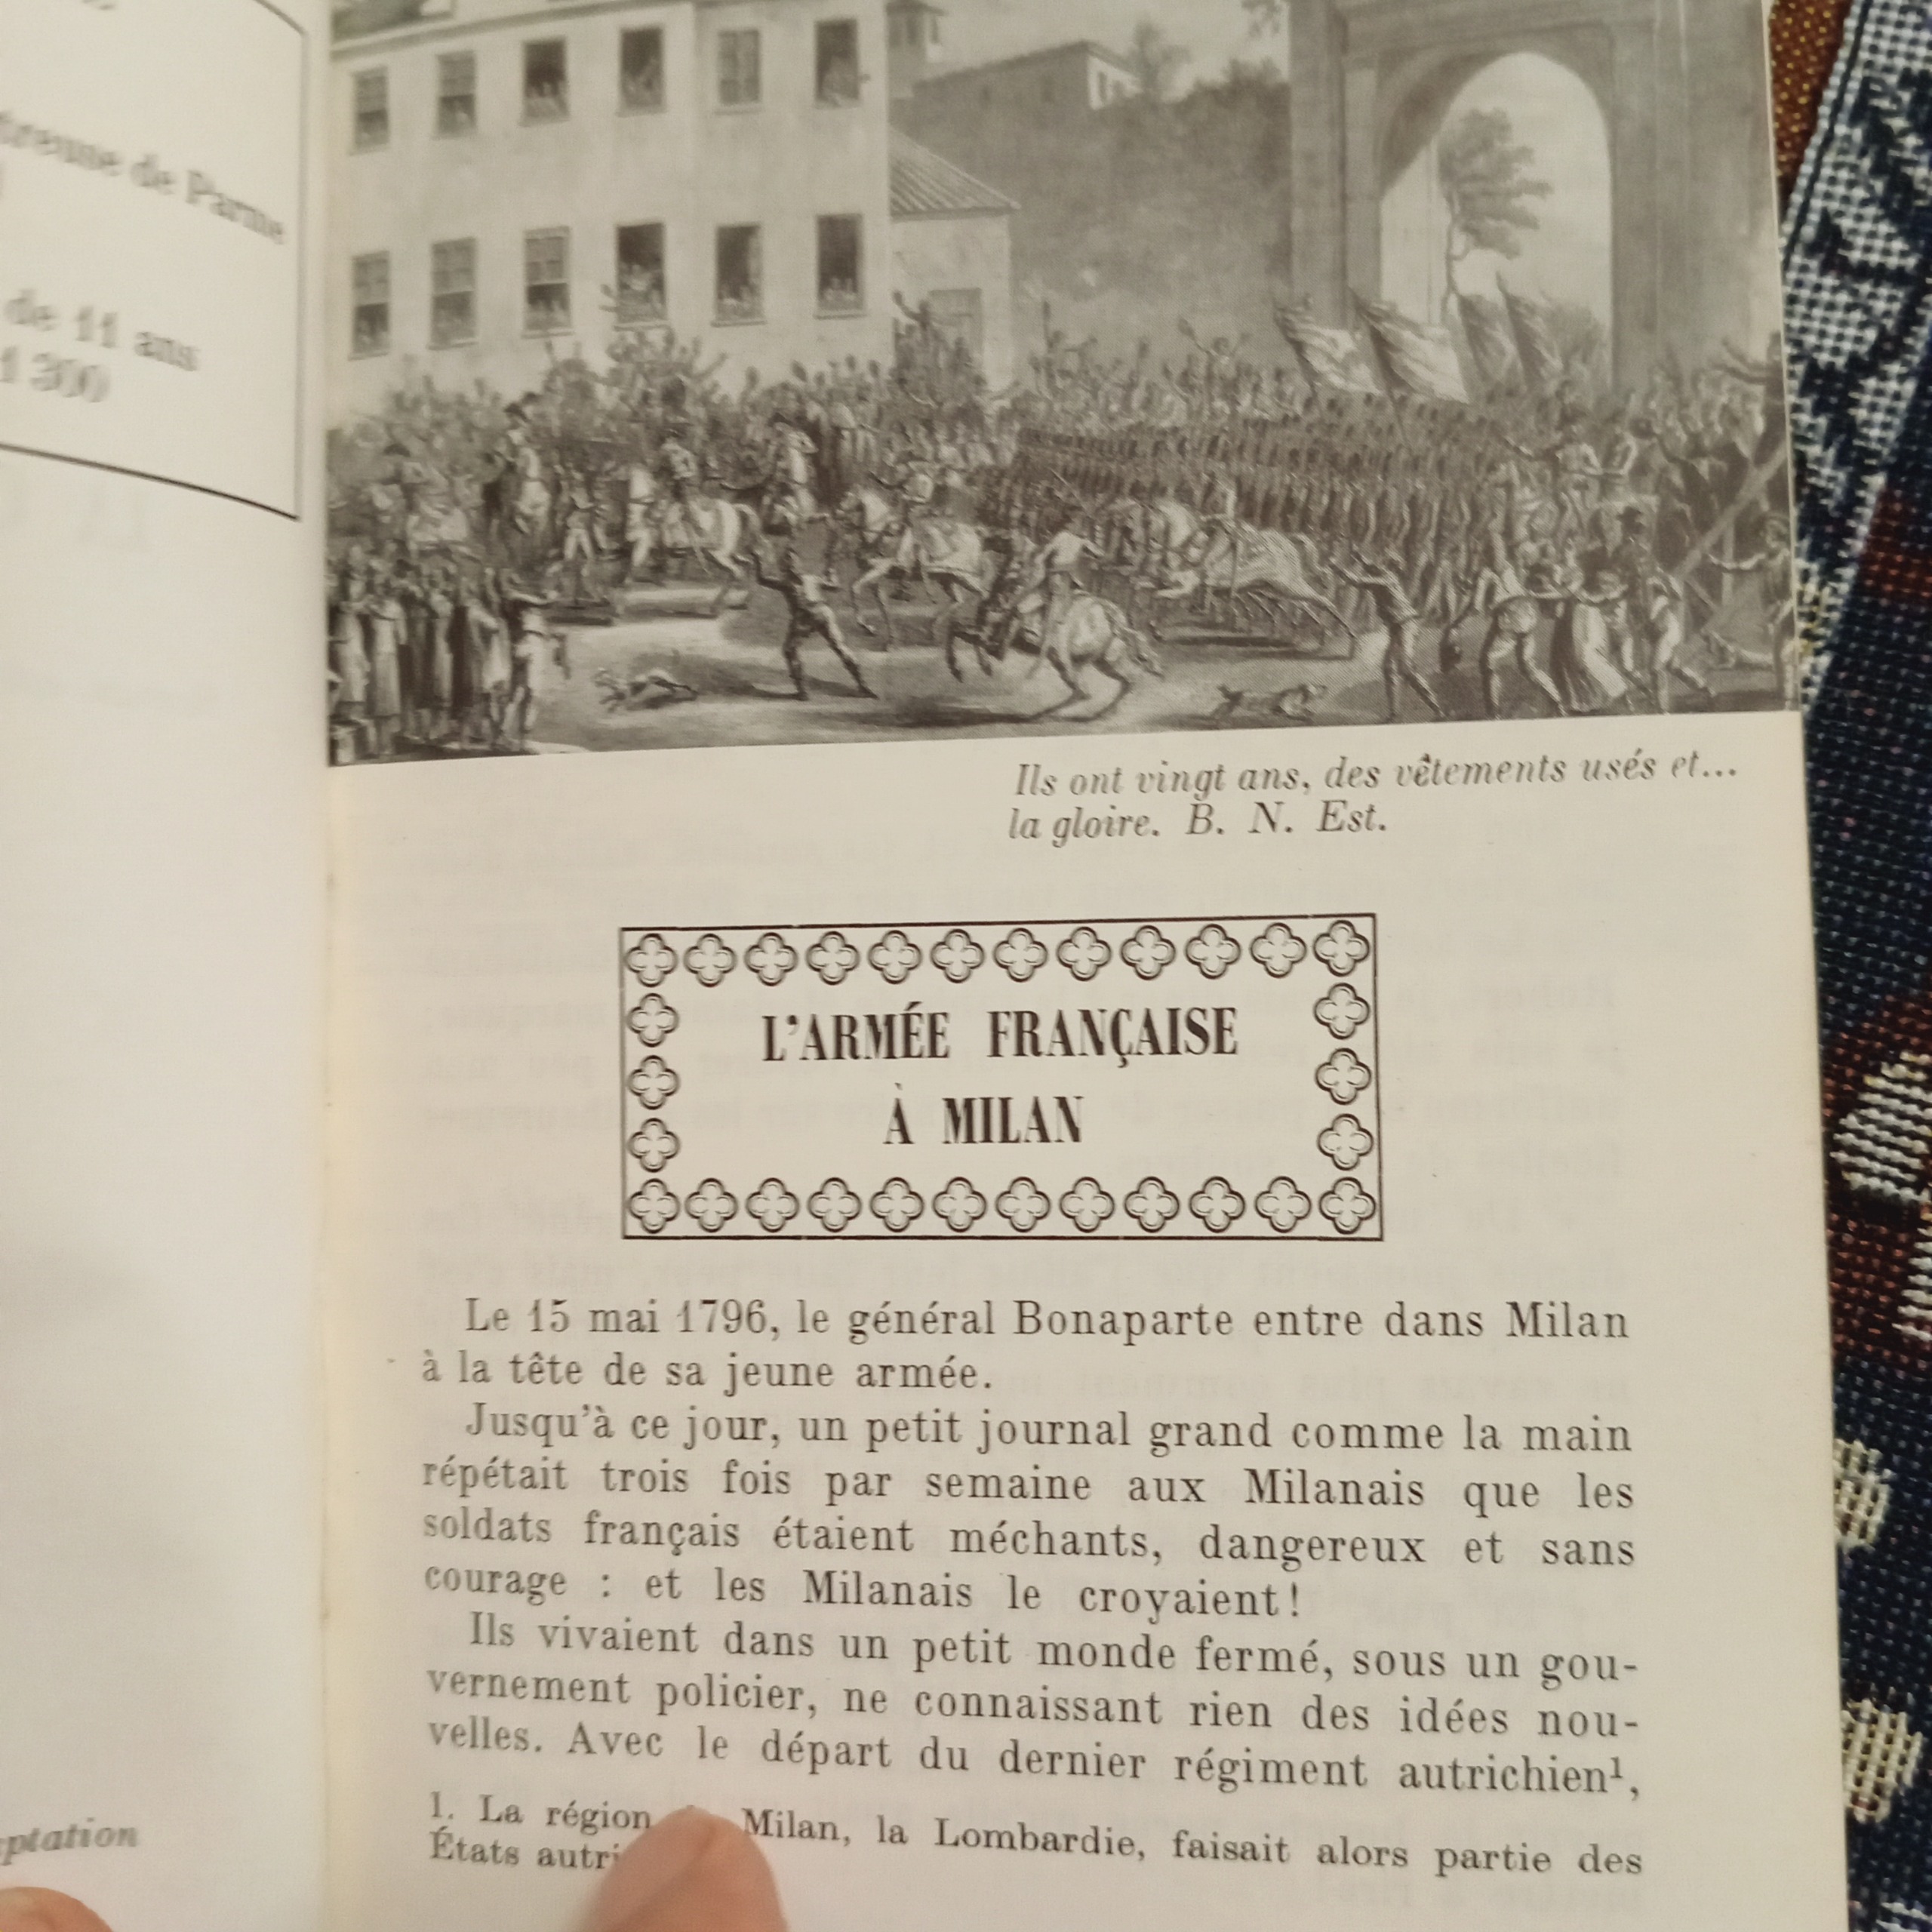 de Parme
de 11 ans
1 300
Ils ont vingt ans, des vêtements usés et...
la gloire. B. N. Est.
L'ARMÉE FRANÇAISE
À MILAN
Le 15 mai 1796, le général Bonaparte entre dans Milan
à la tête de sa jeune armée.
Jusqu'à ce jour, un petit journal grand comme la main
répétait trois fois par semaine aux Milanais que les
soldats français étaient méchants, dangereux et sans
courage : et les Milanais le croyaient!
Ils vivaient dans un petit monde fermé, sous un gou-
vernement policier, ne connaissant rien des idées nou-
velles. Avec le départ du dernier régiment autrichien¹,
1. La région Milan, la Lombardie, faisait alors partie des
États